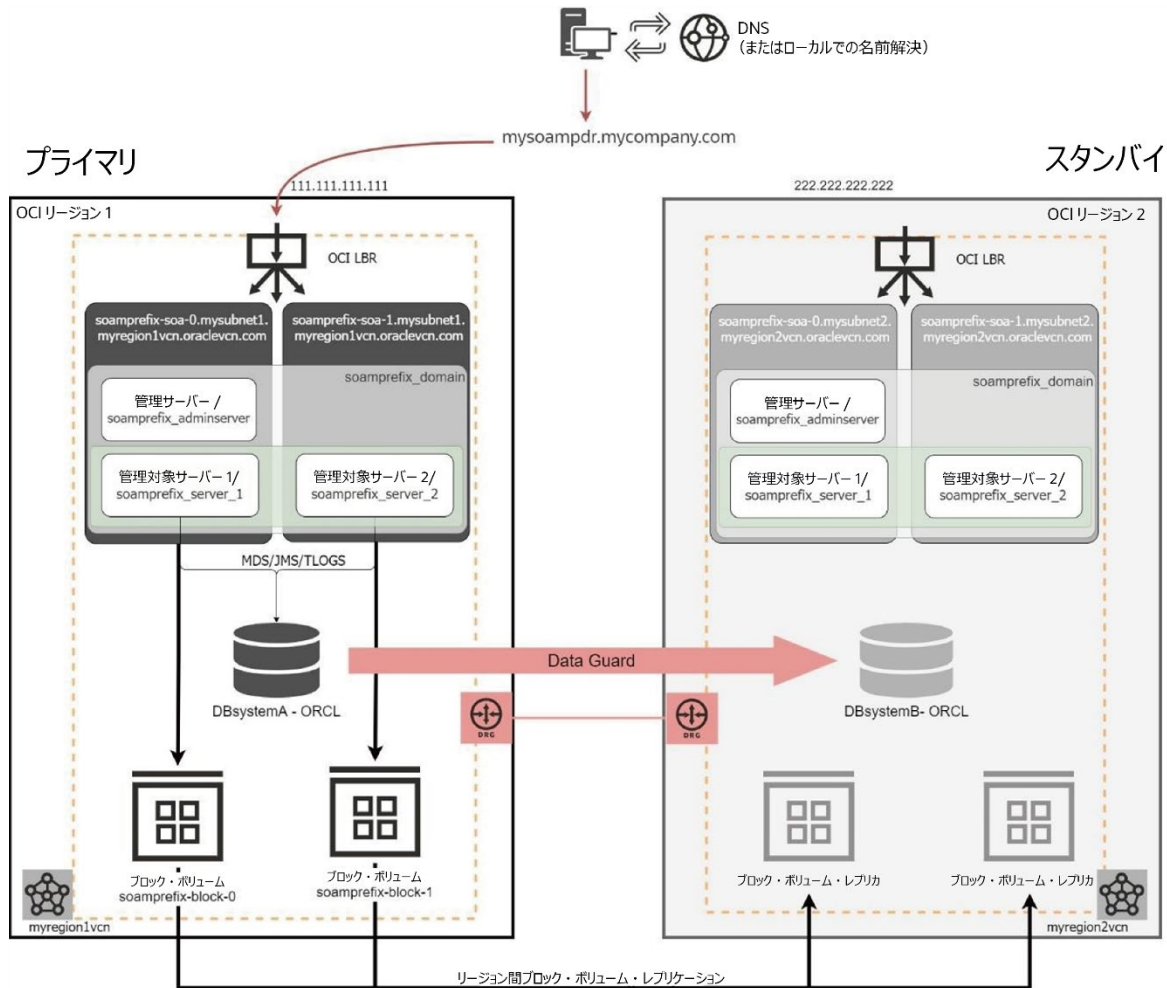 DNS
（またはローカルでの名前解決）
mysoampdr.mycompany.com
プライマリ
スタンバイ
111.111.111.111
222.222.222.222
OCI リージョン 1
OCI LBR
soamprefix-soa-0.mysubnet1.
myregion1vcn.oraclevcn.com
soamprefix-soa-1.mysubnet1.
myregion1vcn.oraclevcn.com
soamprefix_domain
管理サーバー /
soamprefix_adminserver
管理対象サーバー 1/
soamprefix_server_1
管理対象サーバー 2/
soamprefix_server_2
MDS/JMS/TLOGS
DBsystemA - ORCL
DRG
ブロック・ボリューム
soamprefix-block-0
ブロック・ボリューム
soamprefix-block-1
myregion1vcn
Data Guard
OCI リージョン 2
OCI LBR
soamprefix-soa-0.mysubnet2.
myregion2vcn.oraclevcn.com
soamprefix-soa-1.mysubnet2.
myregion2vcn.oraclevcn.com
soamprefix_domain
管理サーバー /
soamprefix_adminserver
管理対象サーバー 1/
soamprefix_server_1
管理対象サーバー 2/
soamprefix_server_2
DBsystemB- ORCL
DRG
ブロック・ボリューム・レプリカ
ブロック・ボリューム・レプリカ
myregion2vcn
リージョン間ブロック・ボリューム・レプリケーション